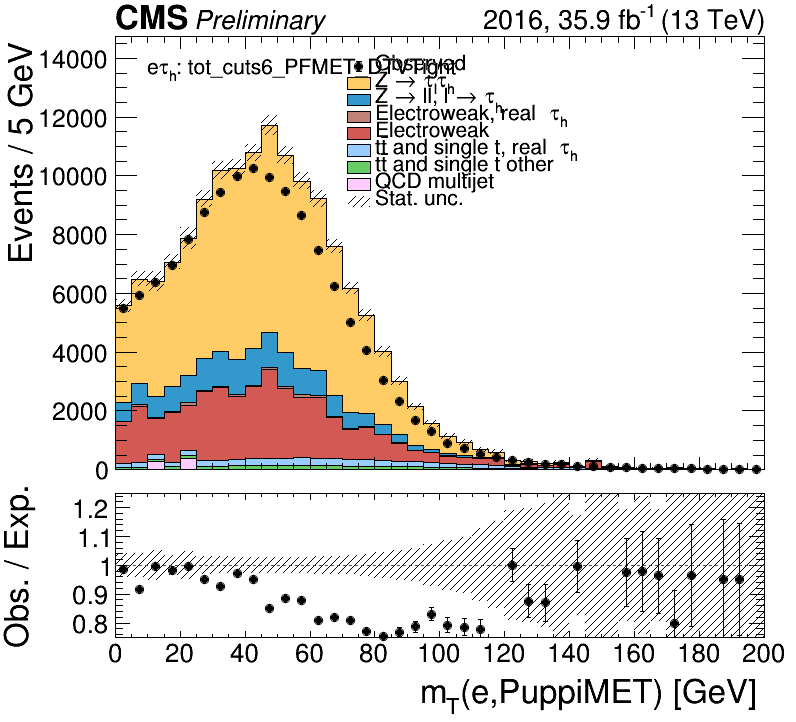 CMS Preliminary 2016, 35.9 fb⁻¹ (13 TeV)
Events / 5 GeV
14000
12000
10000
8000
6000
4000
2000
0
eτh: tot_cuts6_PFMET
Observed
Z → τlτh
Z → ll, l → τh
Electroweak, real τh
Electroweak
tt̄ and single t, real τh
tt̄ and single t other
QCD multijet
Stat. unc.
Obs. / Exp.
1.2
1.1
1
0.9
0.8
0 20 40 60 80 100 120 140 160 180 200
mT(e,PuppiMET) [GeV]